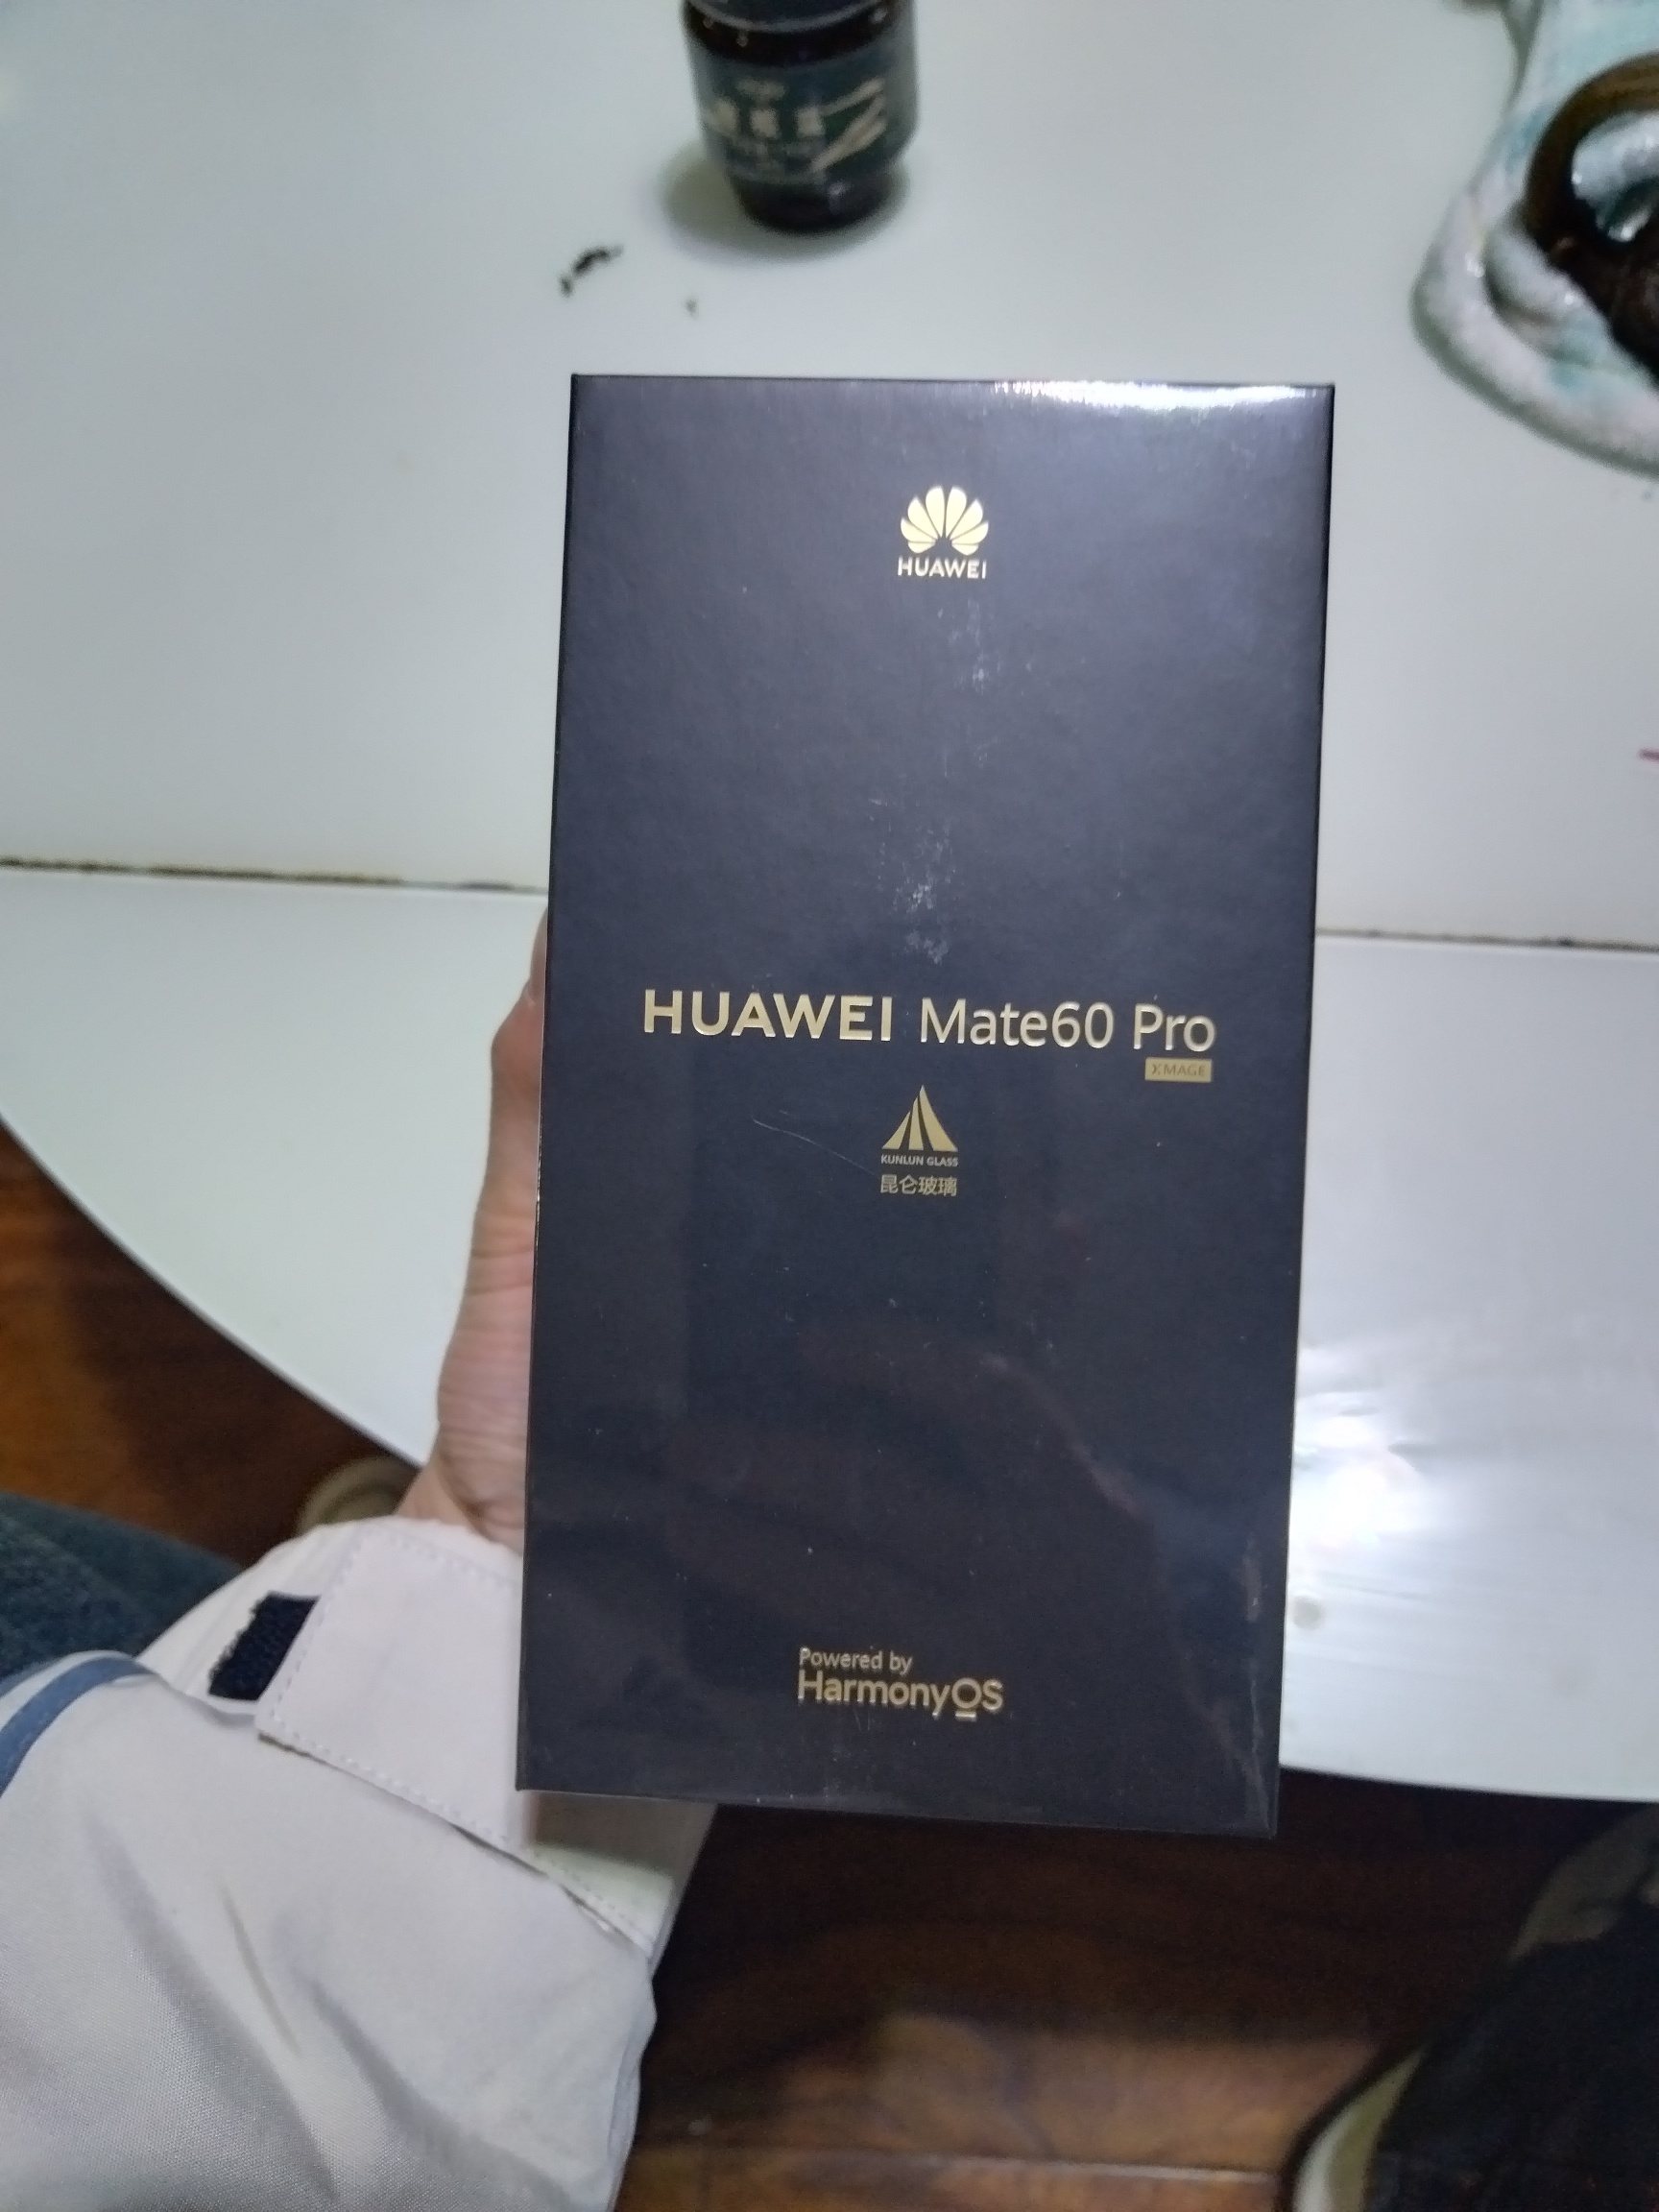 HUAWEI
HUAWEI Mate60 Pro
XMAGE
KUNLUN GLASS
昆仑玻璃
Powered by
HarmonyOS